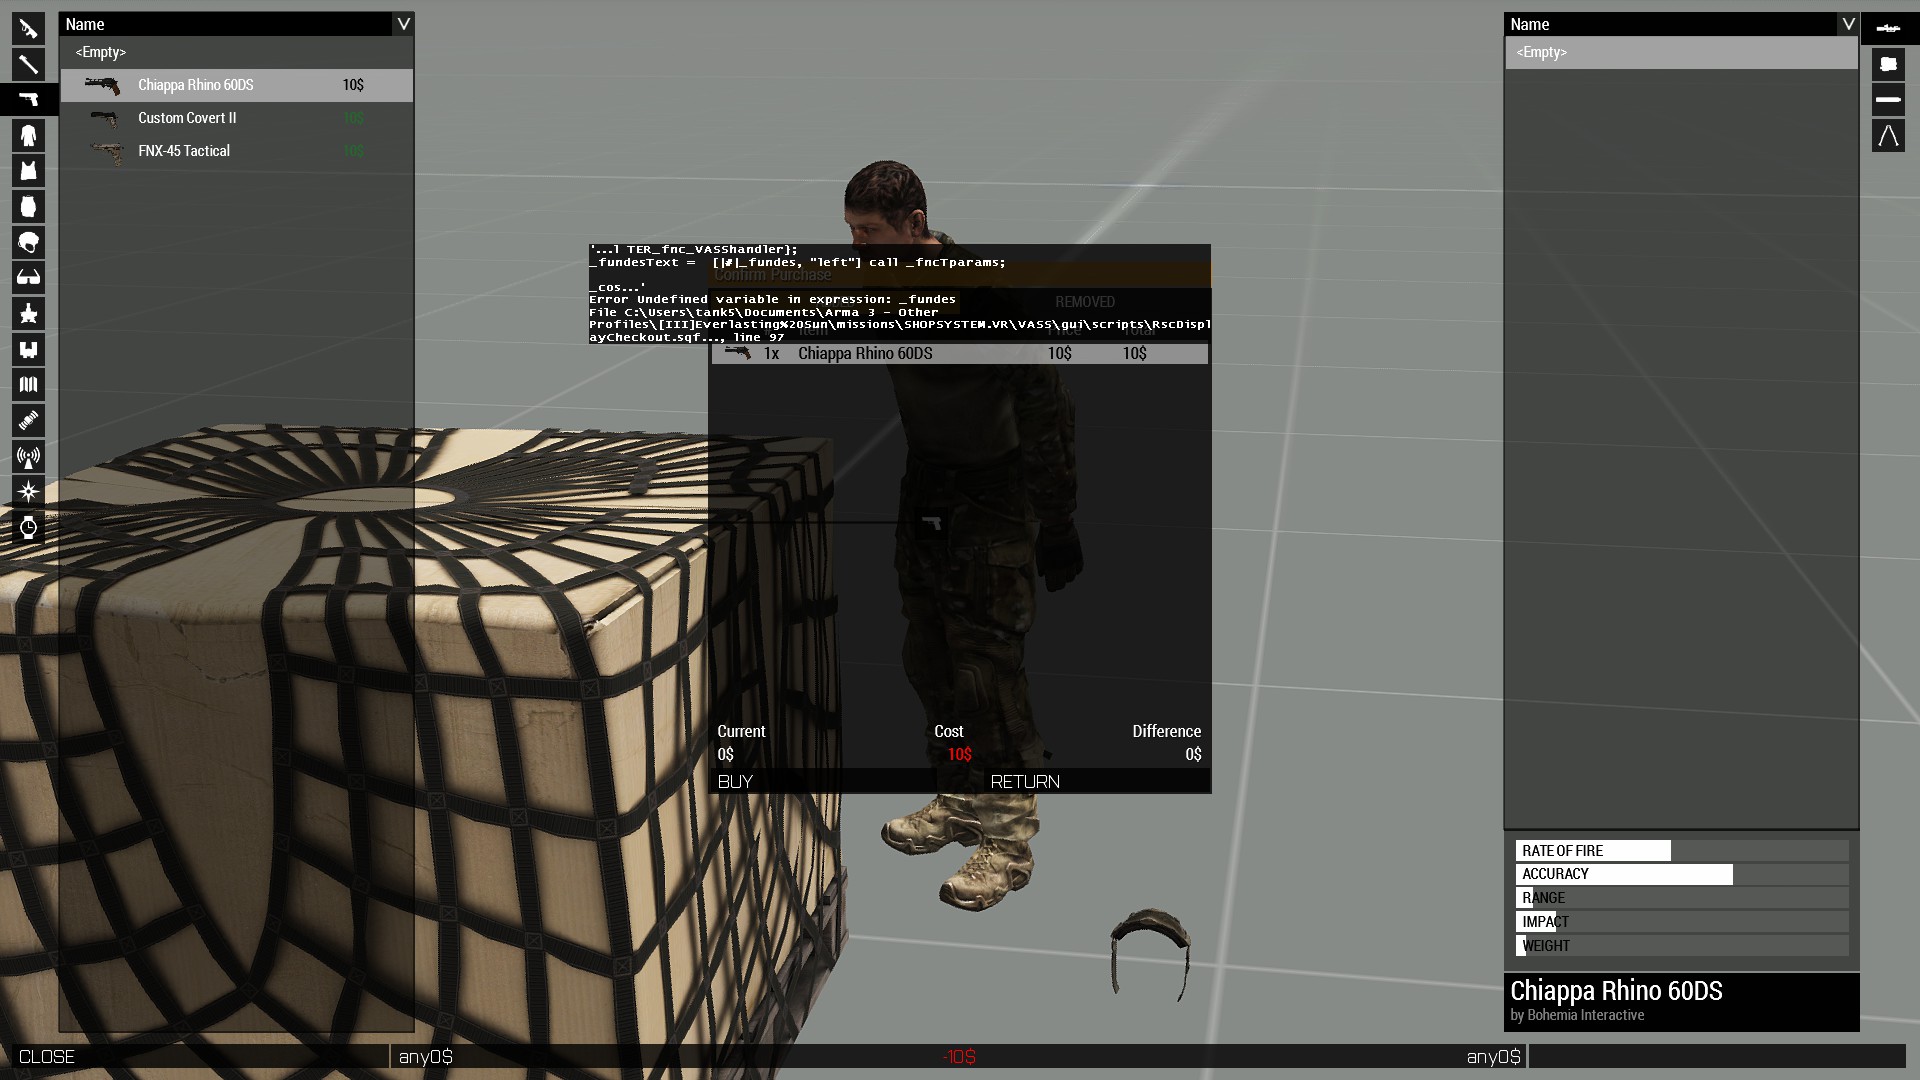 Name
V
<Empty>
Chiappa Rhino 60DS 10$
Custom Covert II 10$
FNX-45 Tactical 10$
'...l TER_fnc_VASShandler};
_fundesText = [|#|_fundes, "left"] call _fncTparams;
Confirm Purchase
_cos...'
Error Undefined variable in expression: _fundes
REMOVED
File C:\Users\tank5\Documents\Arma 3 - Other
Profiles\[III]Everlasting%20Sun\missions\SHOPSYSTEM.VR\VASS\gui\scripts\RscDispl
Item Price Total
ayCheckout.sqf..., line 97
1x Chiappa Rhino 60DS 10$ 10$
Current Cost Difference
0$ 10$ 0$
BUY RETURN
Name
V
<Empty>
RATE OF FIRE
ACCURACY
RANGE
IMPACT
WEIGHT
Chiappa Rhino 60DS
by Bohemia Interactive
CLOSE any0$ -10$ any0$